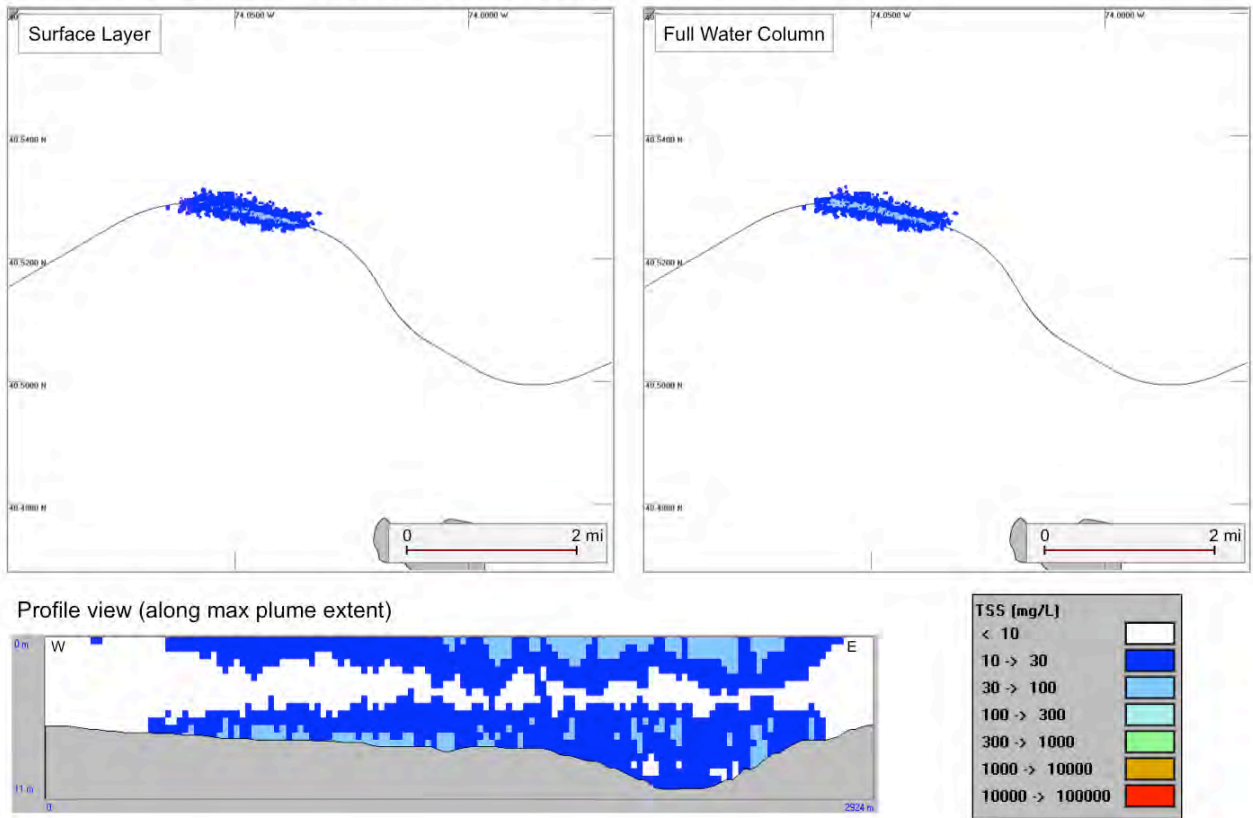 Surface Layer
74.0500 W
74.0000 W
40.5400 N
40.5200 N
40.5000 N
40.4800 N
0
2 mi
Full Water Column
74.0500 W
74.0000 W
40.5400 N
40.5200 N
40.5000 N
40.4800 N
0
2 mi
Profile view (along max plume extent)
0 m
W
E
11 m
0
2924 m
TSS (mg/L)
< 10
10 -> 30
30 -> 100
100 -> 300
300 -> 1000
1000 -> 10000
10000 -> 100000